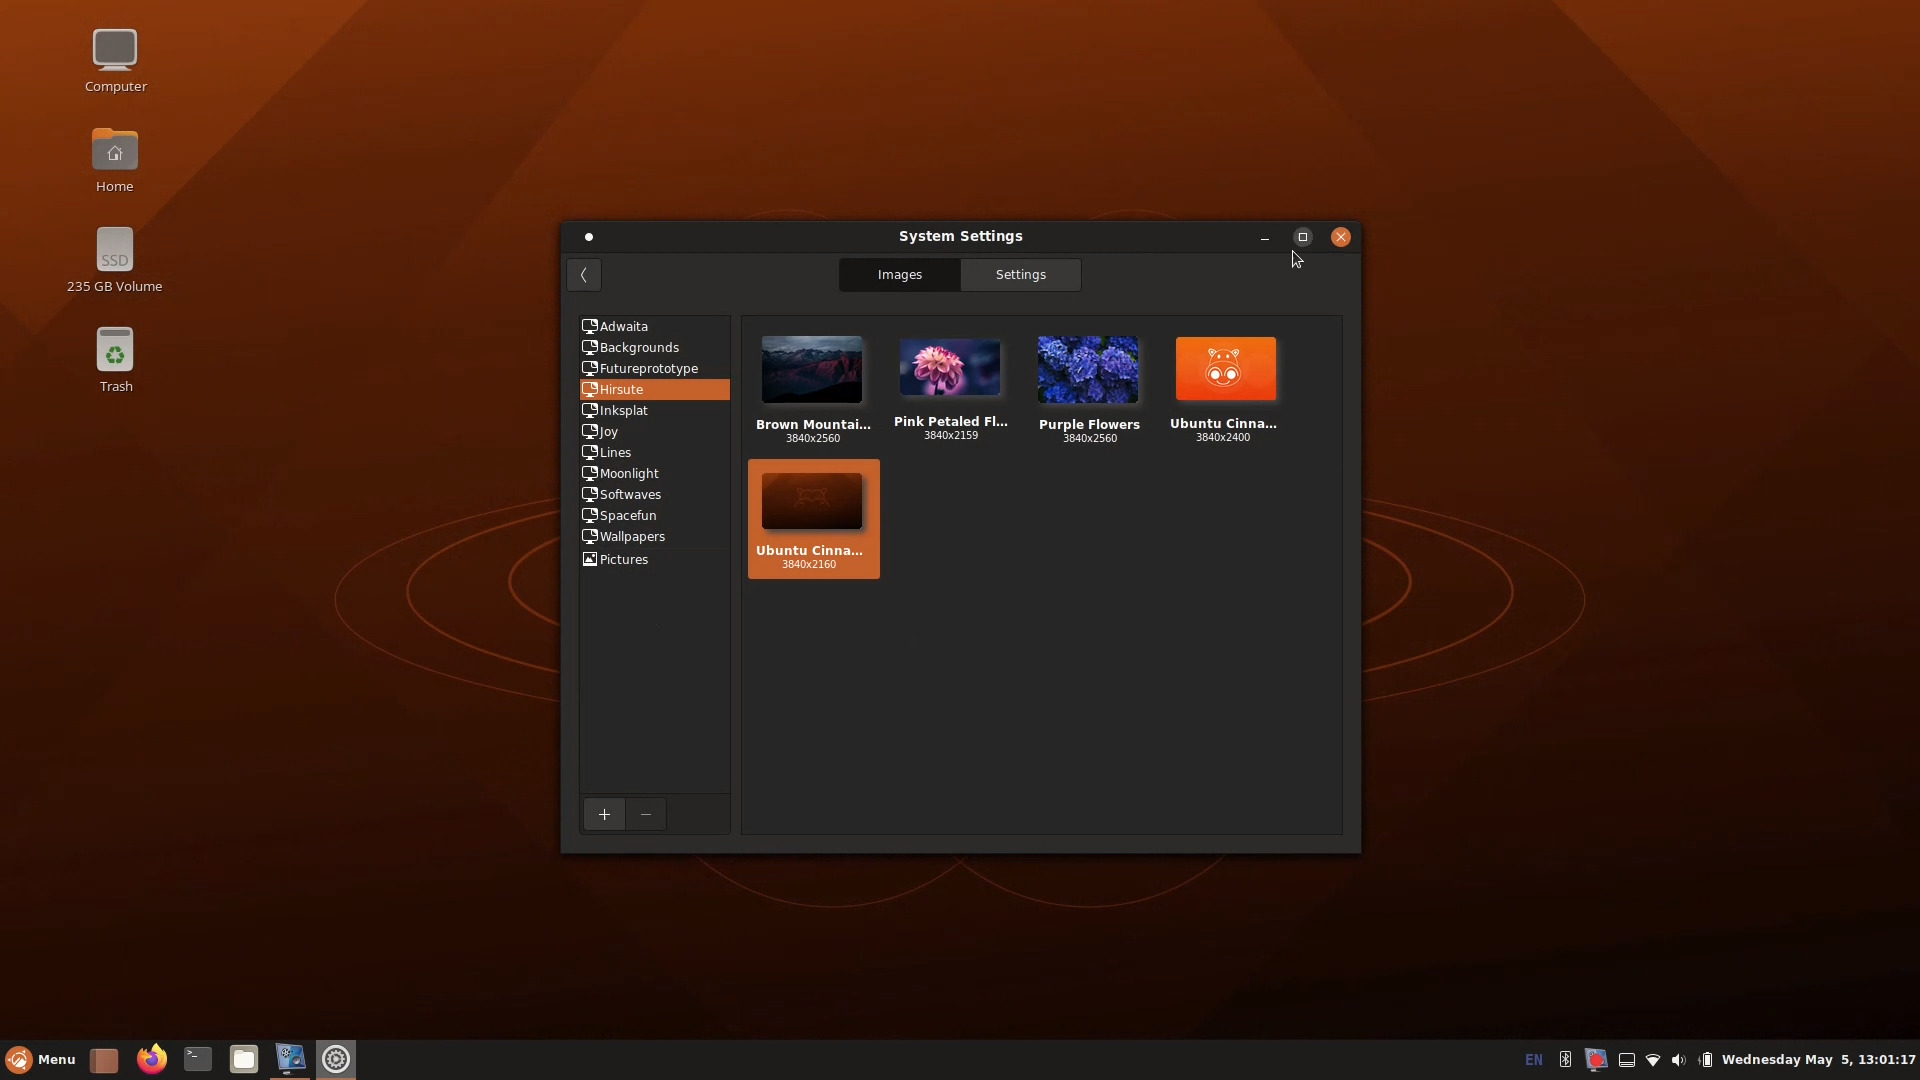 Computer
Home
SSD
235 GB Volume
Trash
System Settings
Images
Settings
Adwaita
Backgrounds
Futureprototype
Hirsute
Inksplat
Joy
Lines
Moonlight
Softwaves
Spacefun
Wallpapers
Pictures
Brown Mountai...
3840x2560
Pink Petaled Fl...
3840x2159
Purple Flowers
3840x2560
Ubuntu Cinna...
3840x2400
Ubuntu Cinna...
3840x2160
Menu
EN
Wednesday May 5, 13:01:17